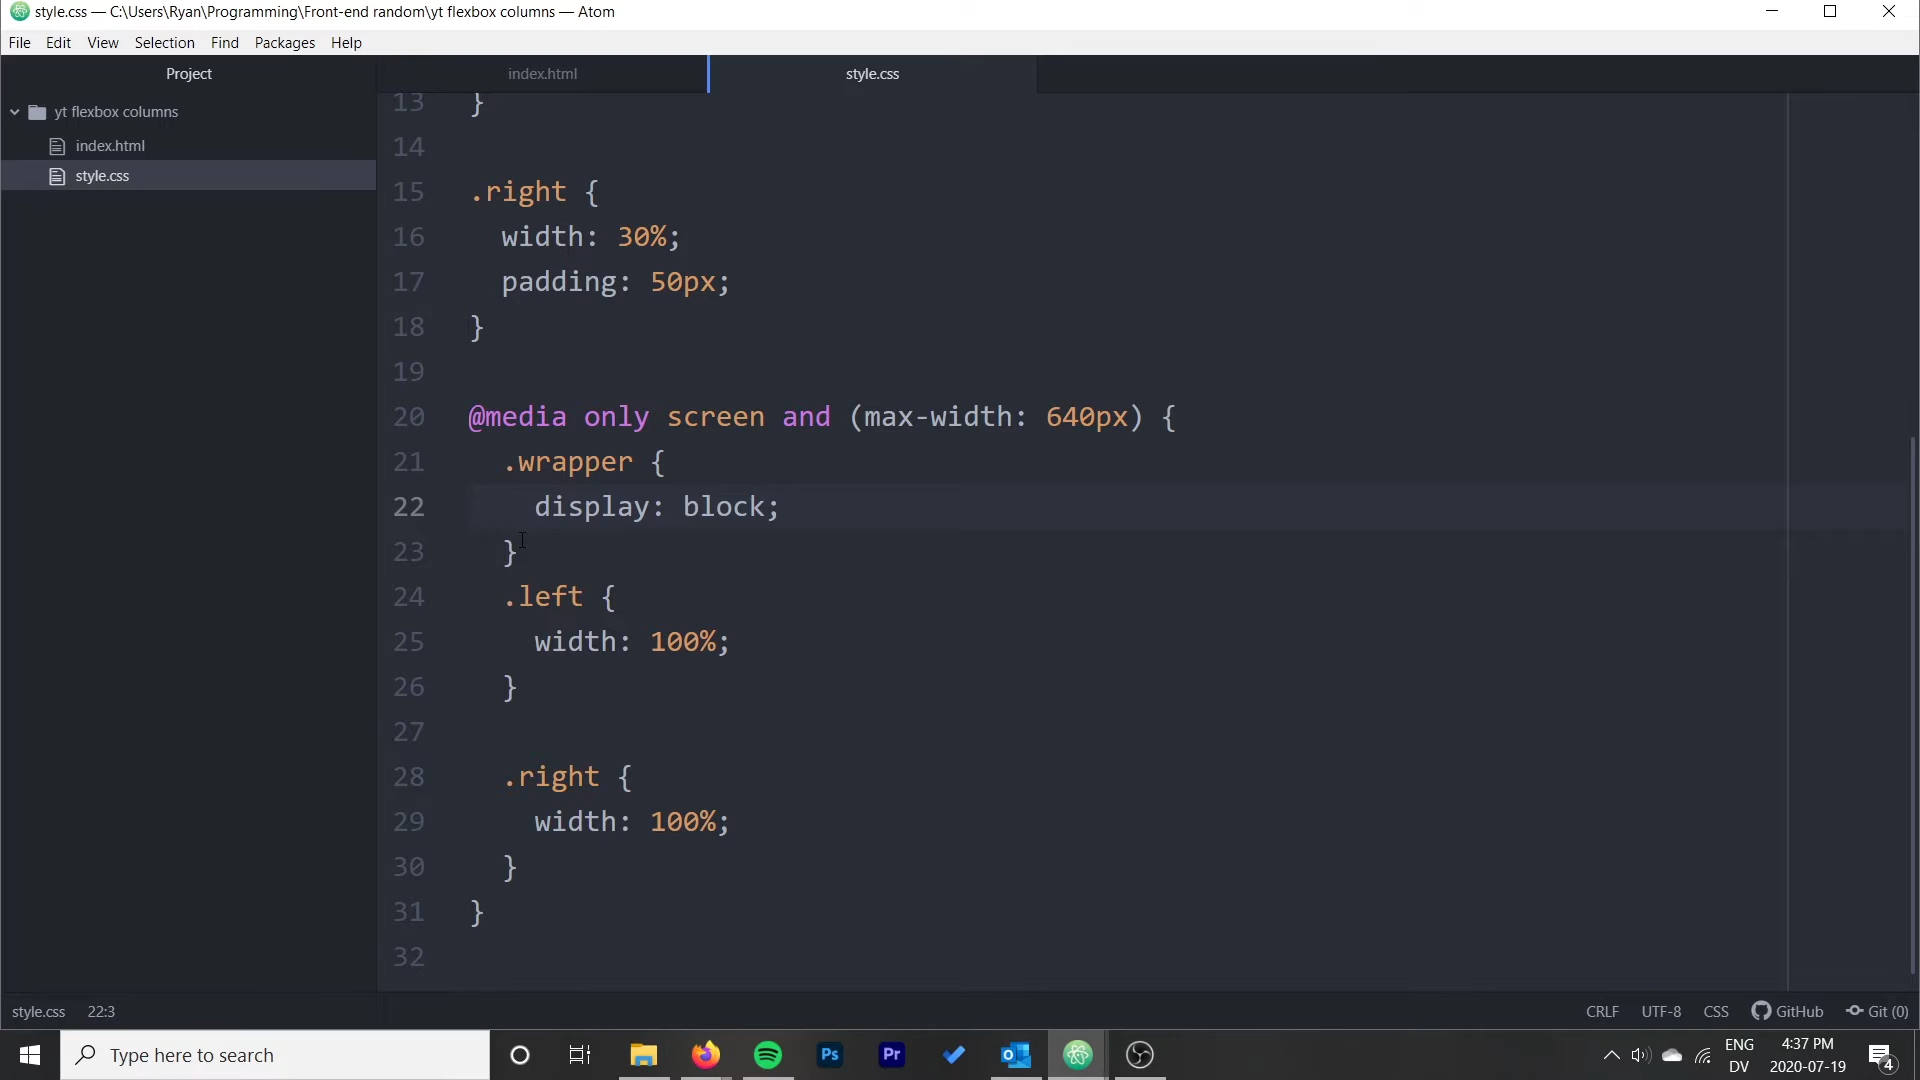 style.css — C:\Users\Ryan\Programming\Front-end random\yt flexbox columns — Atom
File Edit View Selection Find Packages Help
Project
index.html
style.css
yt flexbox columns
index.html
style.css
13 }
14
15 .right {
16 width: 30%;
17 padding: 50px;
18 }
19
20 @media only screen and (max-width: 640px) {
21 .wrapper {
22 display: block;
23 }
24 .left {
25 width: 100%;
26 }
27
28 .right {
29 width: 100%;
30 }
31 }
32
style.css 22:3
CRLF UTF-8 CSS GitHub Git (0)
Type here to search
Ps
Pr
ENG
DV
4:37 PM
2020-07-19
4